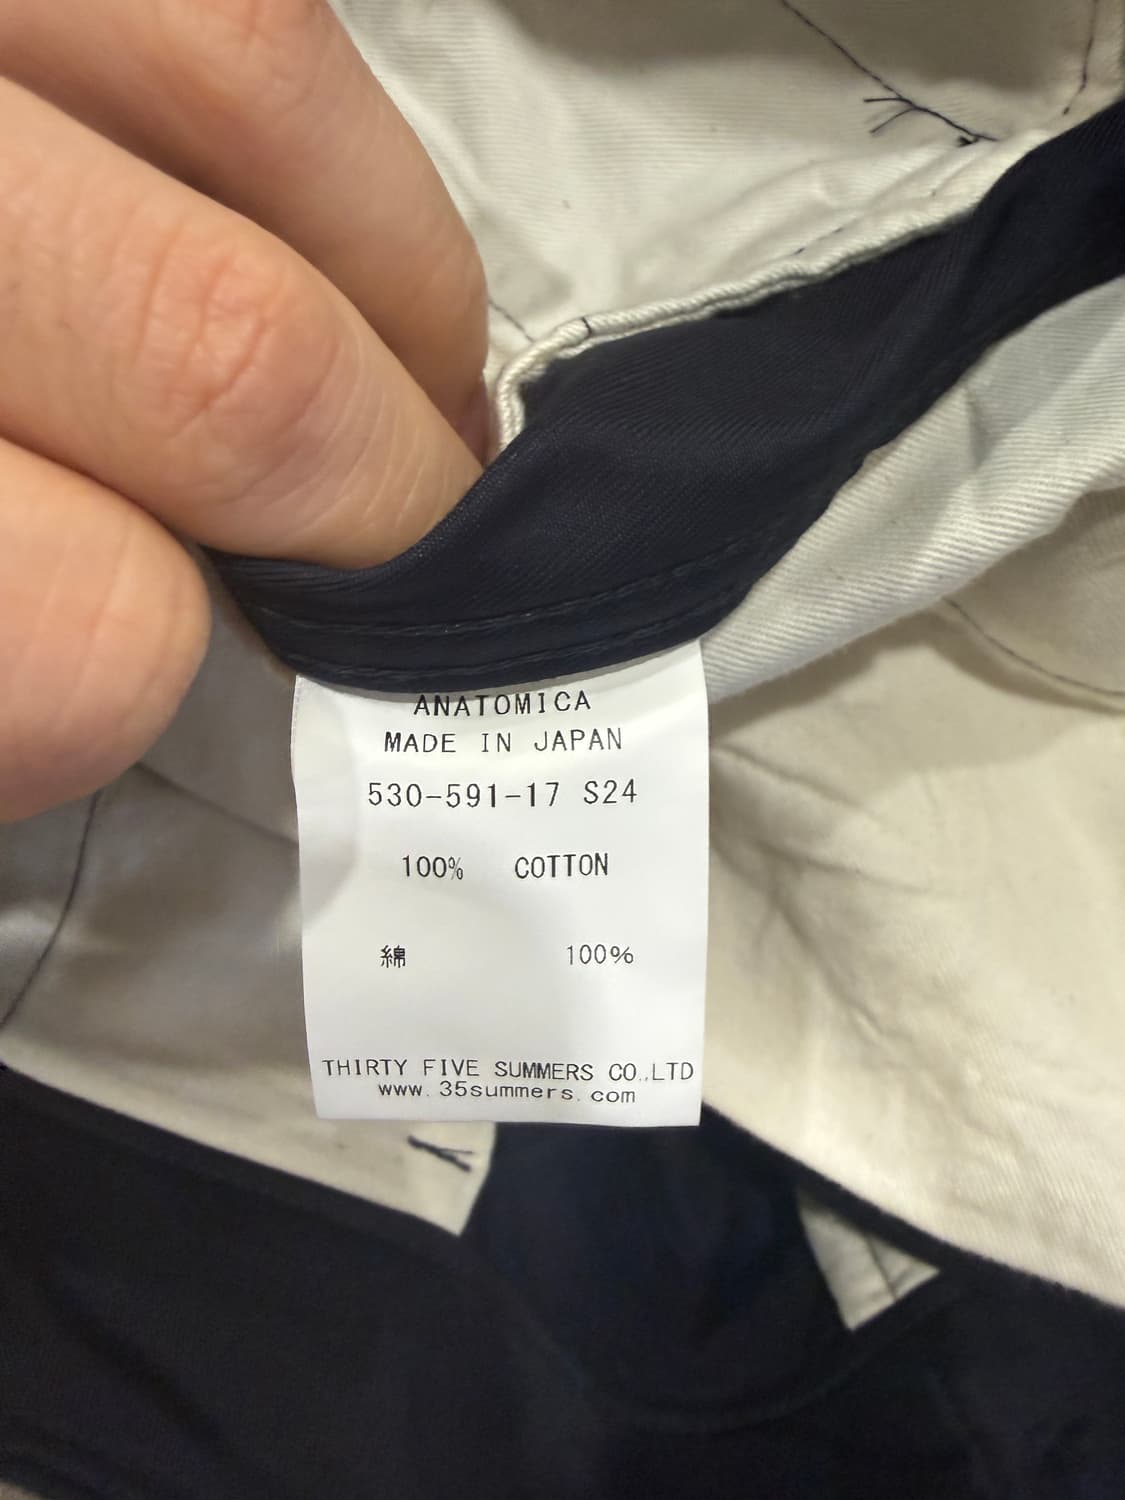 ANATOMICA
MADE IN JAPAN
530-591-17 S24
100% COTTON
綿 100%
THIRTY FIVE SUMMERS CO.,LTD
www.35summers.com